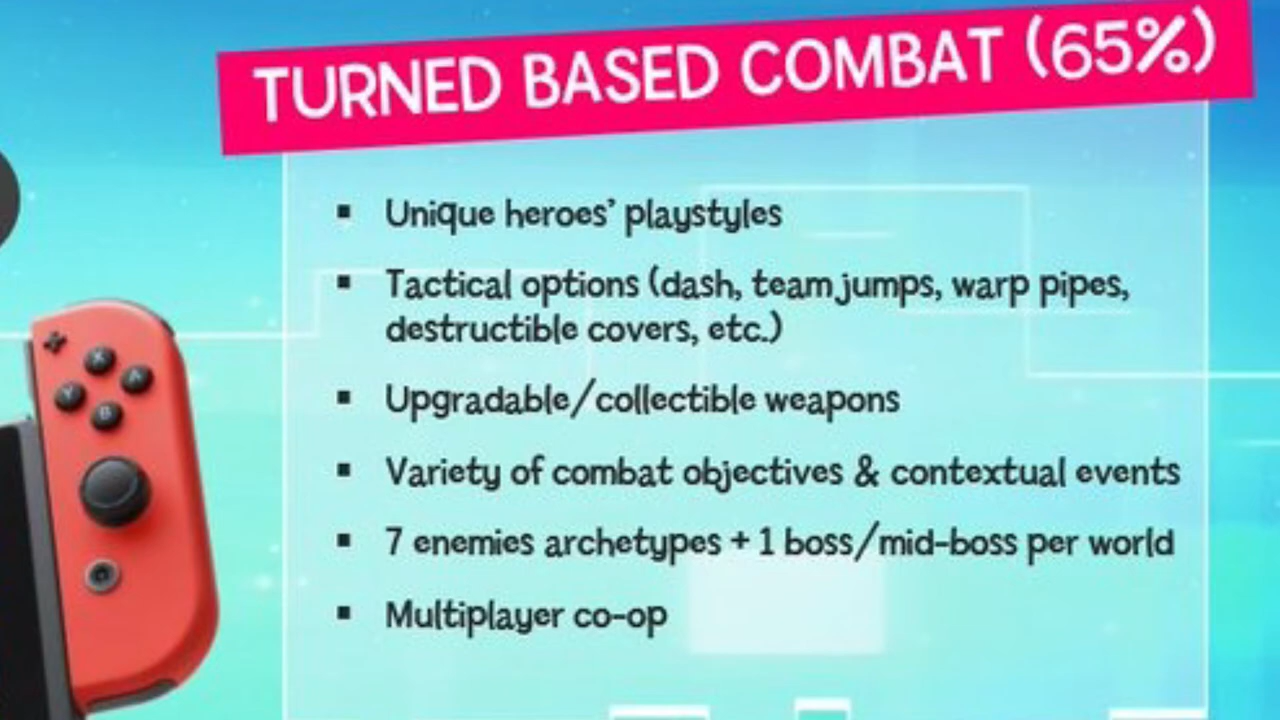 TURNED BASED COMBAT (65%)
▪ Unique heroes' playstyles
▪ Tactical options (dash, team jumps, warp pipes,
destructible covers, etc.)
▪ Upgradable/collectible weapons
▪ Variety of combat objectives & contextual events
▪ 7 enemies archetypes + 1 boss/mid-boss per world
▪ Multiplayer co-op
X
Y
A
B